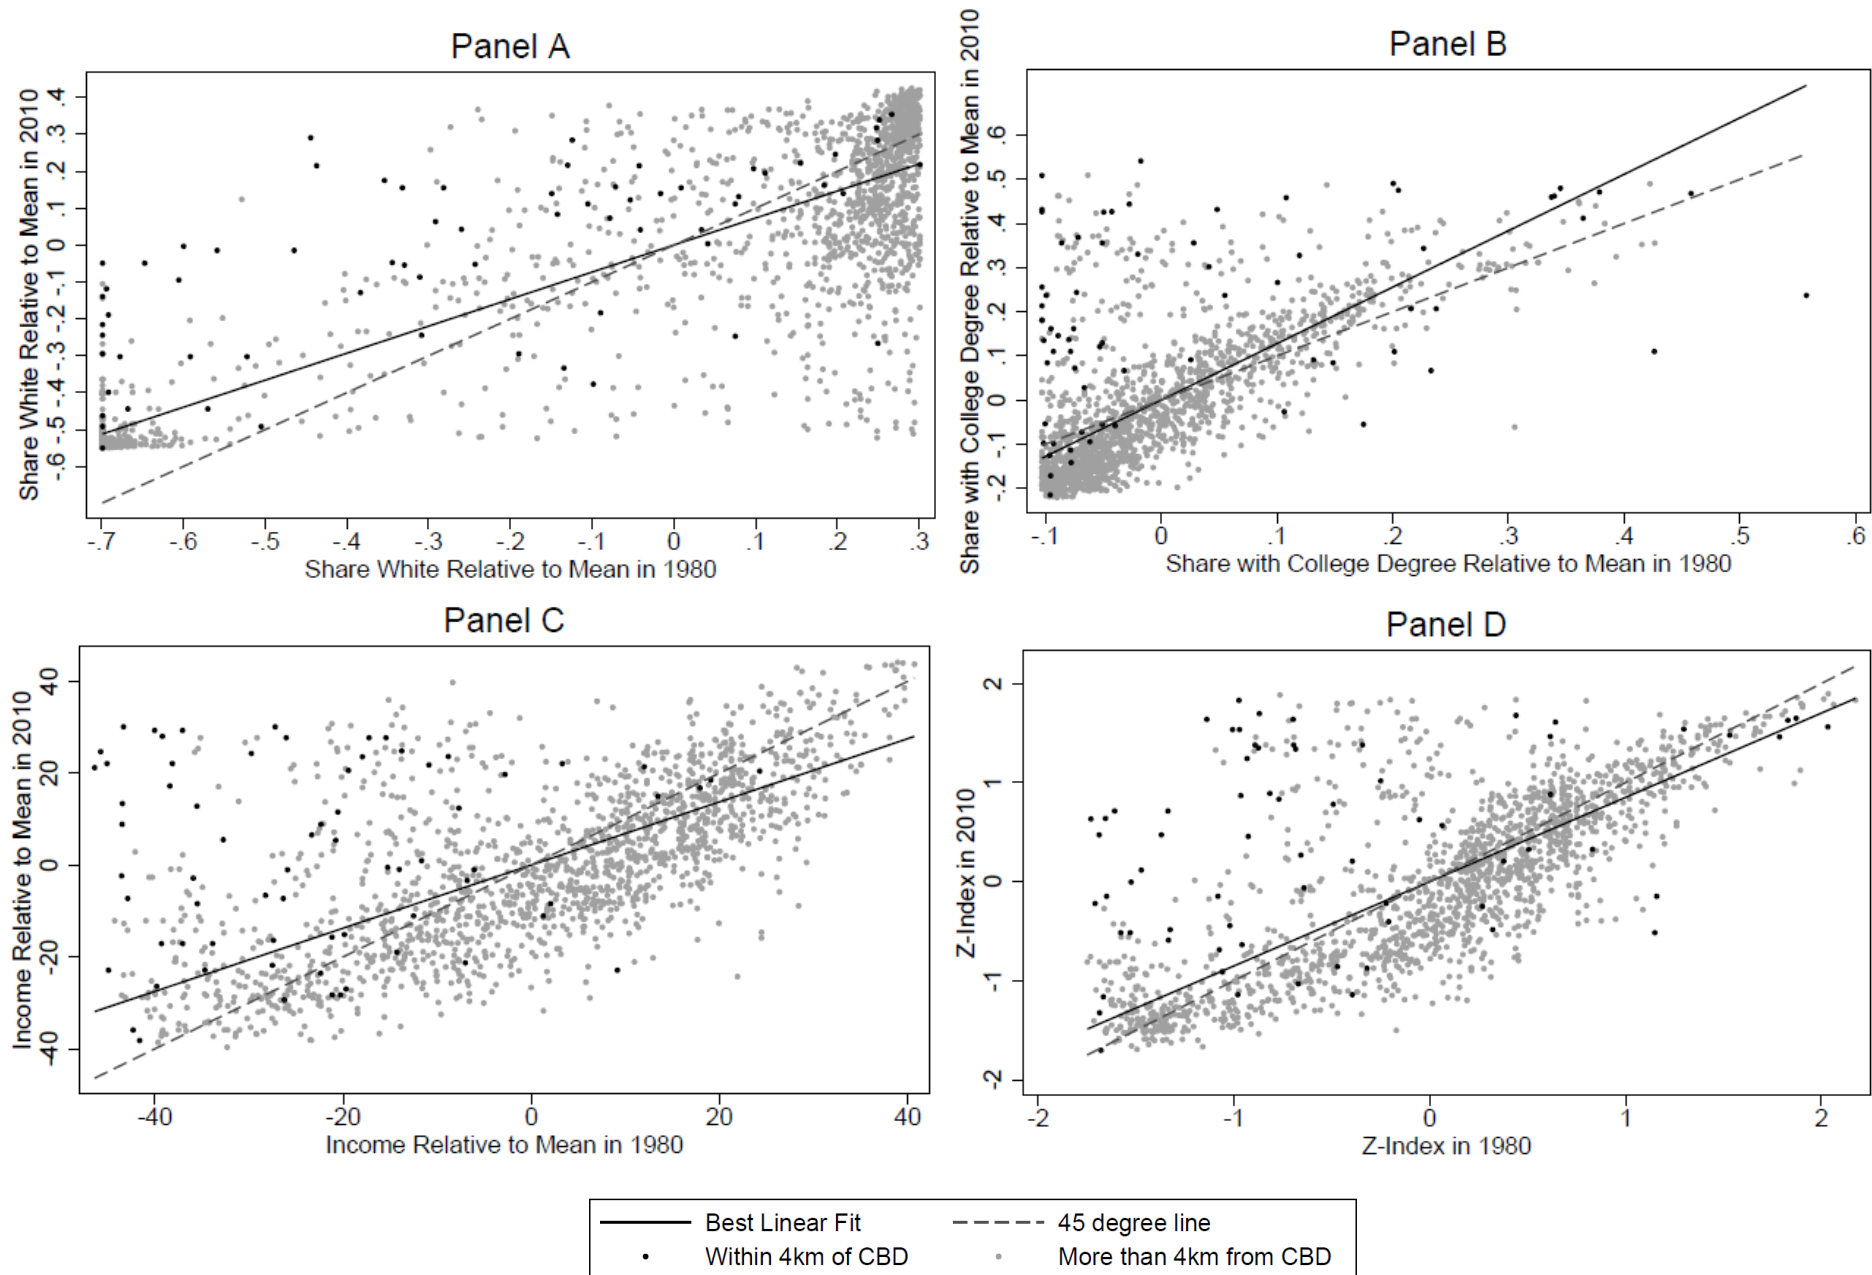 Panel A
Share White Relative to Mean in 2010
.4
.3
.2
.1
0
-.1
-.2
-.3
-.4
-.5
-.6
-.7 -.6 -.5 -.4 -.3 -.2 -.1 0 .1 .2 .3
Share White Relative to Mean in 1980
Panel B
Share with College Degree Relative to Mean in 2010
.6
.5
.4
.3
.2
.1
0
-.1
-.2
-.1 0 .1 .2 .3 .4 .5 .6
Share with College Degree Relative to Mean in 1980
Panel C
Income Relative to Mean in 2010
40
20
0
-20
-40
-40 -20 0 20 40
Income Relative to Mean in 1980
Panel D
Z-Index in 2010
2
1
0
-1
-2
-2 -1 0 1 2
Z-Index in 1980
Best Linear Fit 45 degree line
Within 4km of CBD More than 4km from CBD